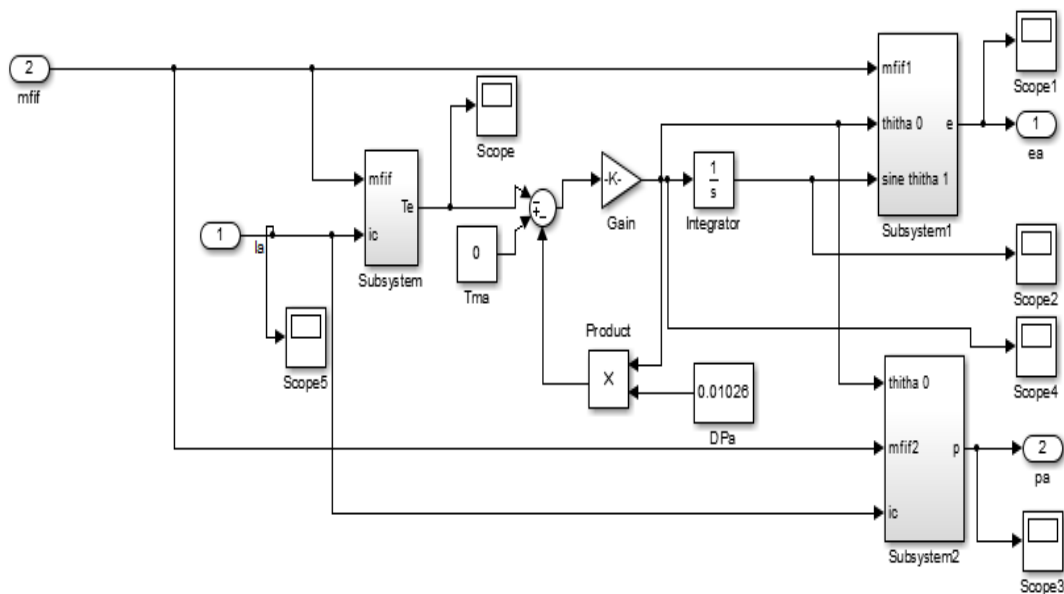 2
mfif
mfif1
thitha 0
e
sine thitha 1
Subsystem1
Scope1
1
ea
Scope
mfif
Te
ic
Subsystem
1
Ia
Scope5
0
Tma
-K-
Gain
1
s
Integrator
Scope2
Scope4
Product
X
0.01026
DPa
thitha 0
mfif2
p
ic
Subsystem2
2
pa
Scope3